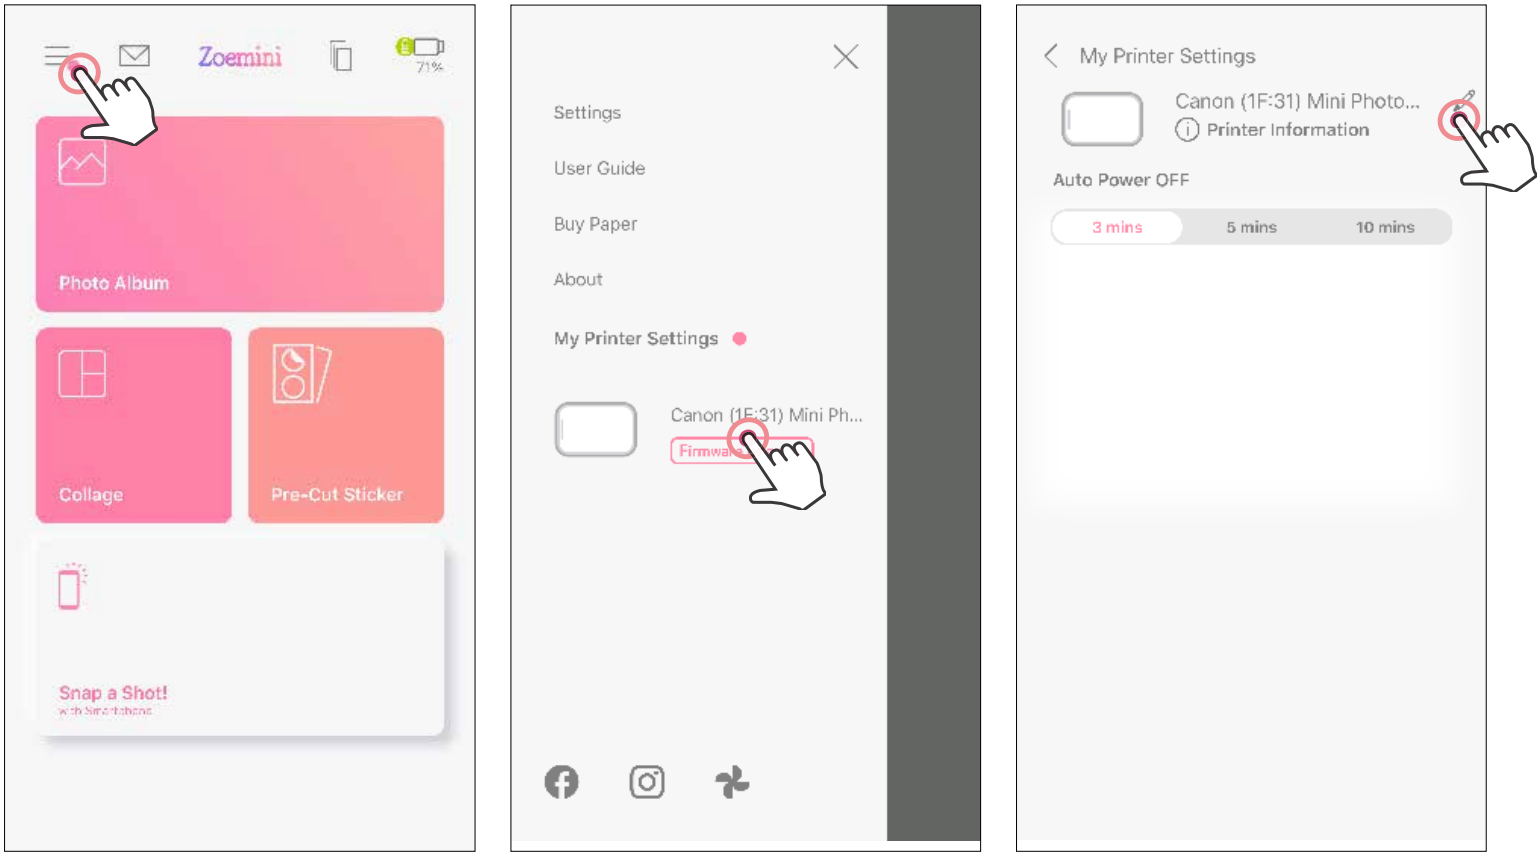 Zoemini
71%
Photo Album
Collage
Pre-Cut Sticker
Snap a Shot!
with Smartphone
Settings
User Guide
Buy Paper
About
My Printer Settings
Canon (1F:31) Mini Ph...
My Printer Settings
Canon (1F:31) Mini Photo...
Printer Information
Auto Power OFF
3 mins
5 mins
10 mins